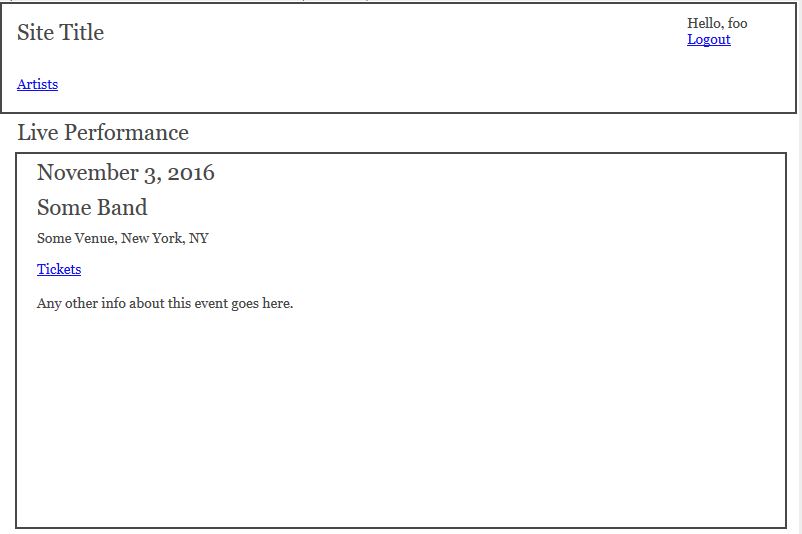 Site Title
Hello, foo
Logout
Artists
Live Performance
November 3, 2016
Some Band
Some Venue, New York, NY
Tickets
Any other info about this event goes here.